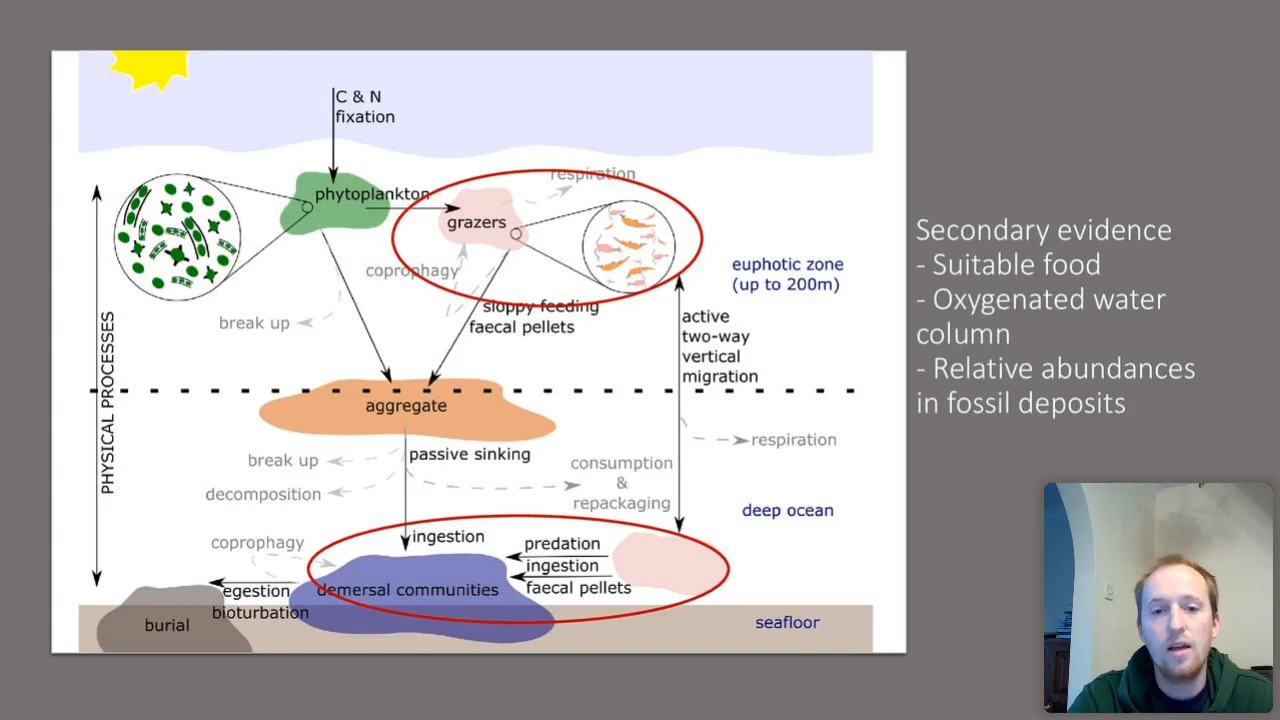 C & N
fixation
phytoplankton
respiration
grazers
coprophagy
sloppy feeding
faecal pellets
break up
euphotic zone
(up to 200m)
active
two-way
vertical
migration
PHYSICAL PROCESSES
aggregate
passive sinking
break up
decomposition
consumption
&
repackaging
respiration
deep ocean
coprophagy
ingestion
predation
ingestion
faecal pellets
demersal communities
egestion
bioturbation
burial
seafloor
Secondary evidence
- Suitable food
- Oxygenated water
column
- Relative abundances
in fossil deposits